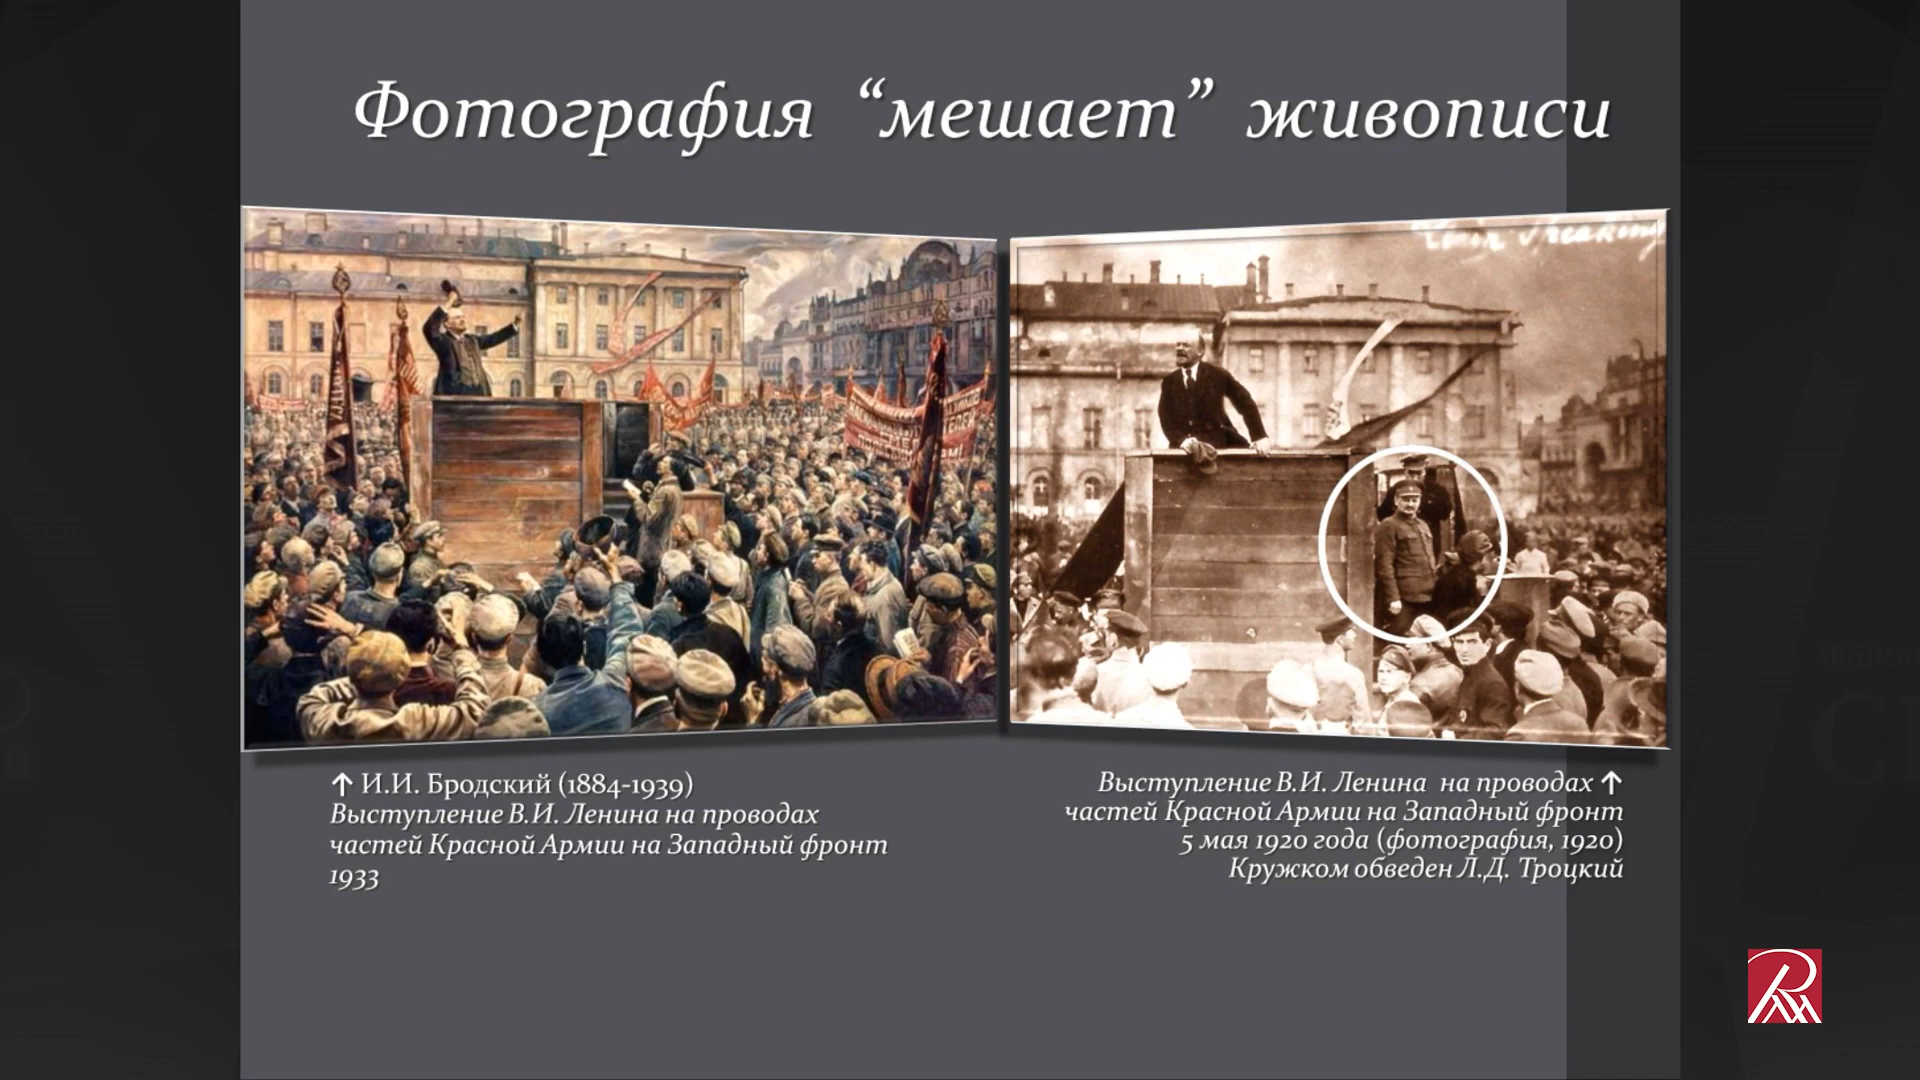 Фотография “мешает” живописи
↑ И.И. Бродский (1884-1939)
Выступление В.И. Ленина на проводах
частей Красной Армии на Западный фронт
1933
Выступление В.И. Ленина на проводах ↑
частей Красной Армии на Западный фронт
5 мая 1920 года (фотография, 1920)
Кружком обведен Л.Д. Троцкий